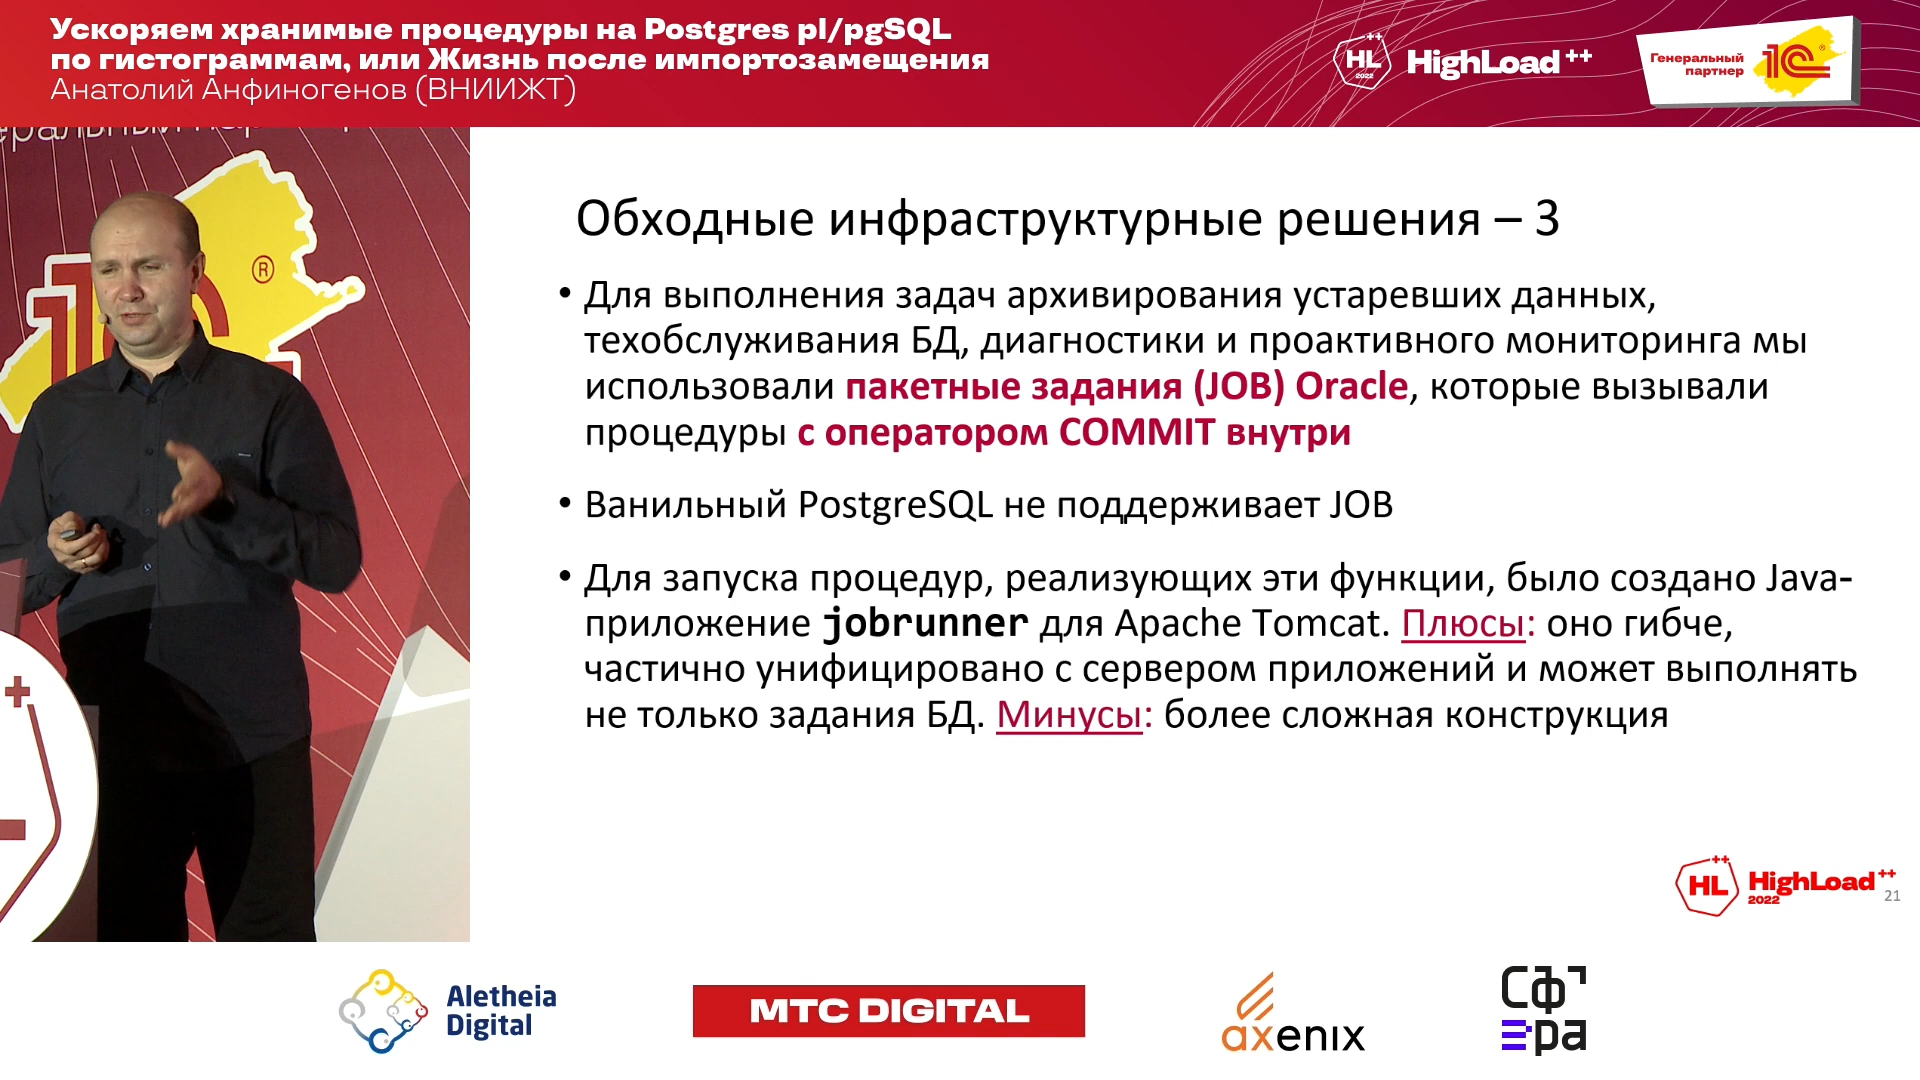 Ускоряем хранимые процедуры на Postgres pl/pgSQL
по гистограммам, или Жизнь после импортозамещения
Анатолий Анфиногенов (ВНИИЖТ)
HL
2022
HighLoad++
Генеральный
партнер
1С®
®
Обходные инфраструктурные решения – 3
• Для выполнения задач архивирования устаревших данных,
техобслуживания БД, диагностики и проактивного мониторинга мы
использовали пакетные задания (JOB) Oracle, которые вызывали
процедуры с оператором COMMIT внутри
• Ванильный PostgreSQL не поддерживает JOB
• Для запуска процедур, реализующих эти функции, было создано Java-
приложение jobrunner для Apache Tomcat. Плюсы: оно гибче,
частично унифицировано с сервером приложений и может выполнять
не только задания БД. Минусы: более сложная конструкция
HL++
HighLoad++
2022
21
Aletheia
Digital
МТС DIGITAL
axenix
Сф
ера